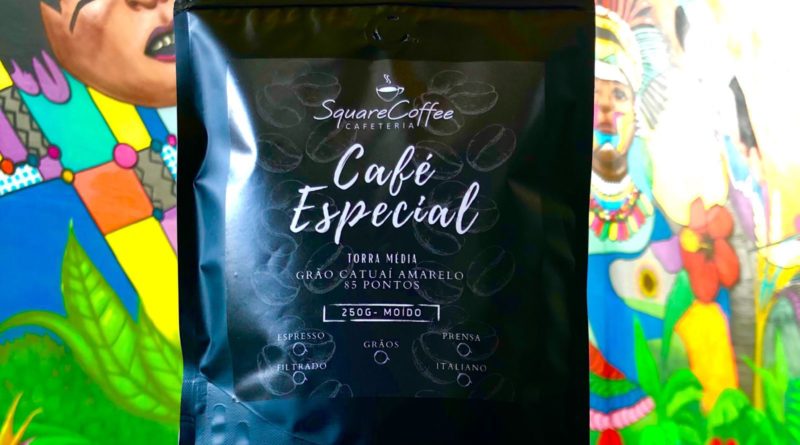 SquareCoffee
CAFETERIA
Café
Especial
TORRA MÉDIA
GRÃO CATUAÍ AMARELO
85 PONTOS
250G- MOÍDO
ESPRESSO
GRÃOS
PRENSA
FILTRADO
ITALIANO